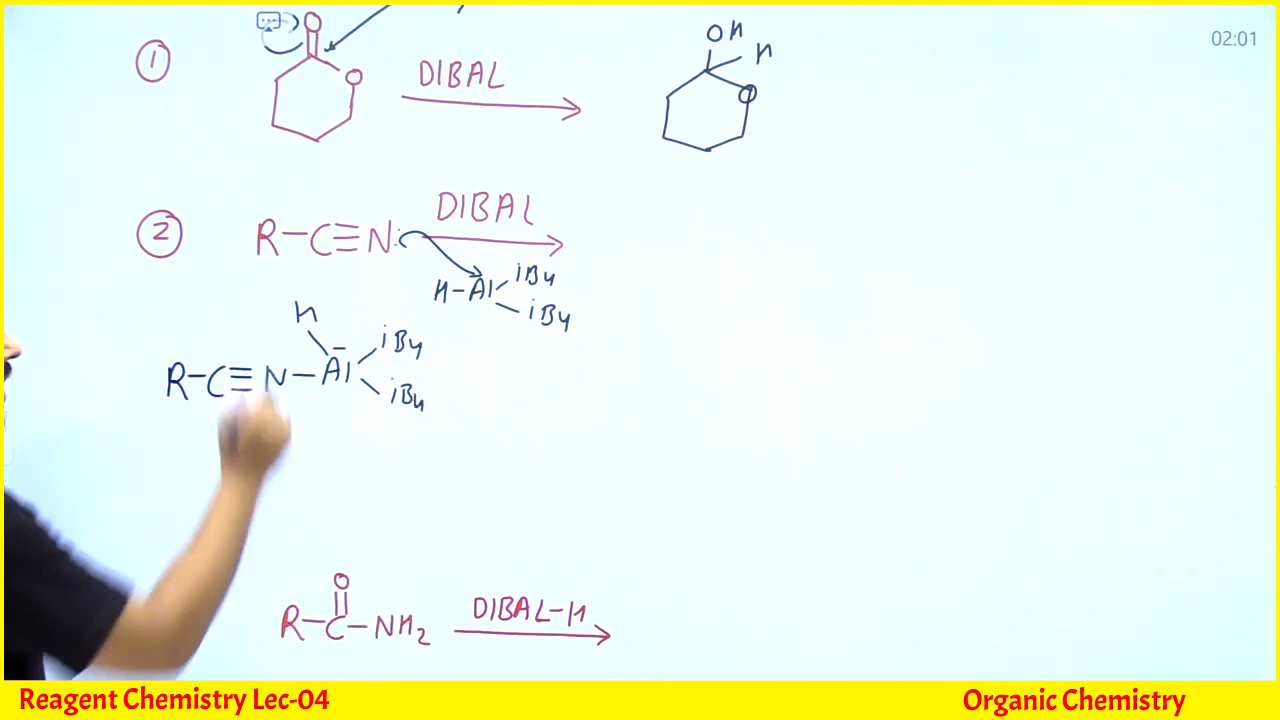 02:01
OH
① O O DIBAL H O
DIBAL
② R-C≡N:
H-Al iBu
iBu
H
R-C≡N-Al iBu
iBu
O
R-C-NH₂ DIBAL-H
Reagent Chemistry Lec-04
Organic Chemistry